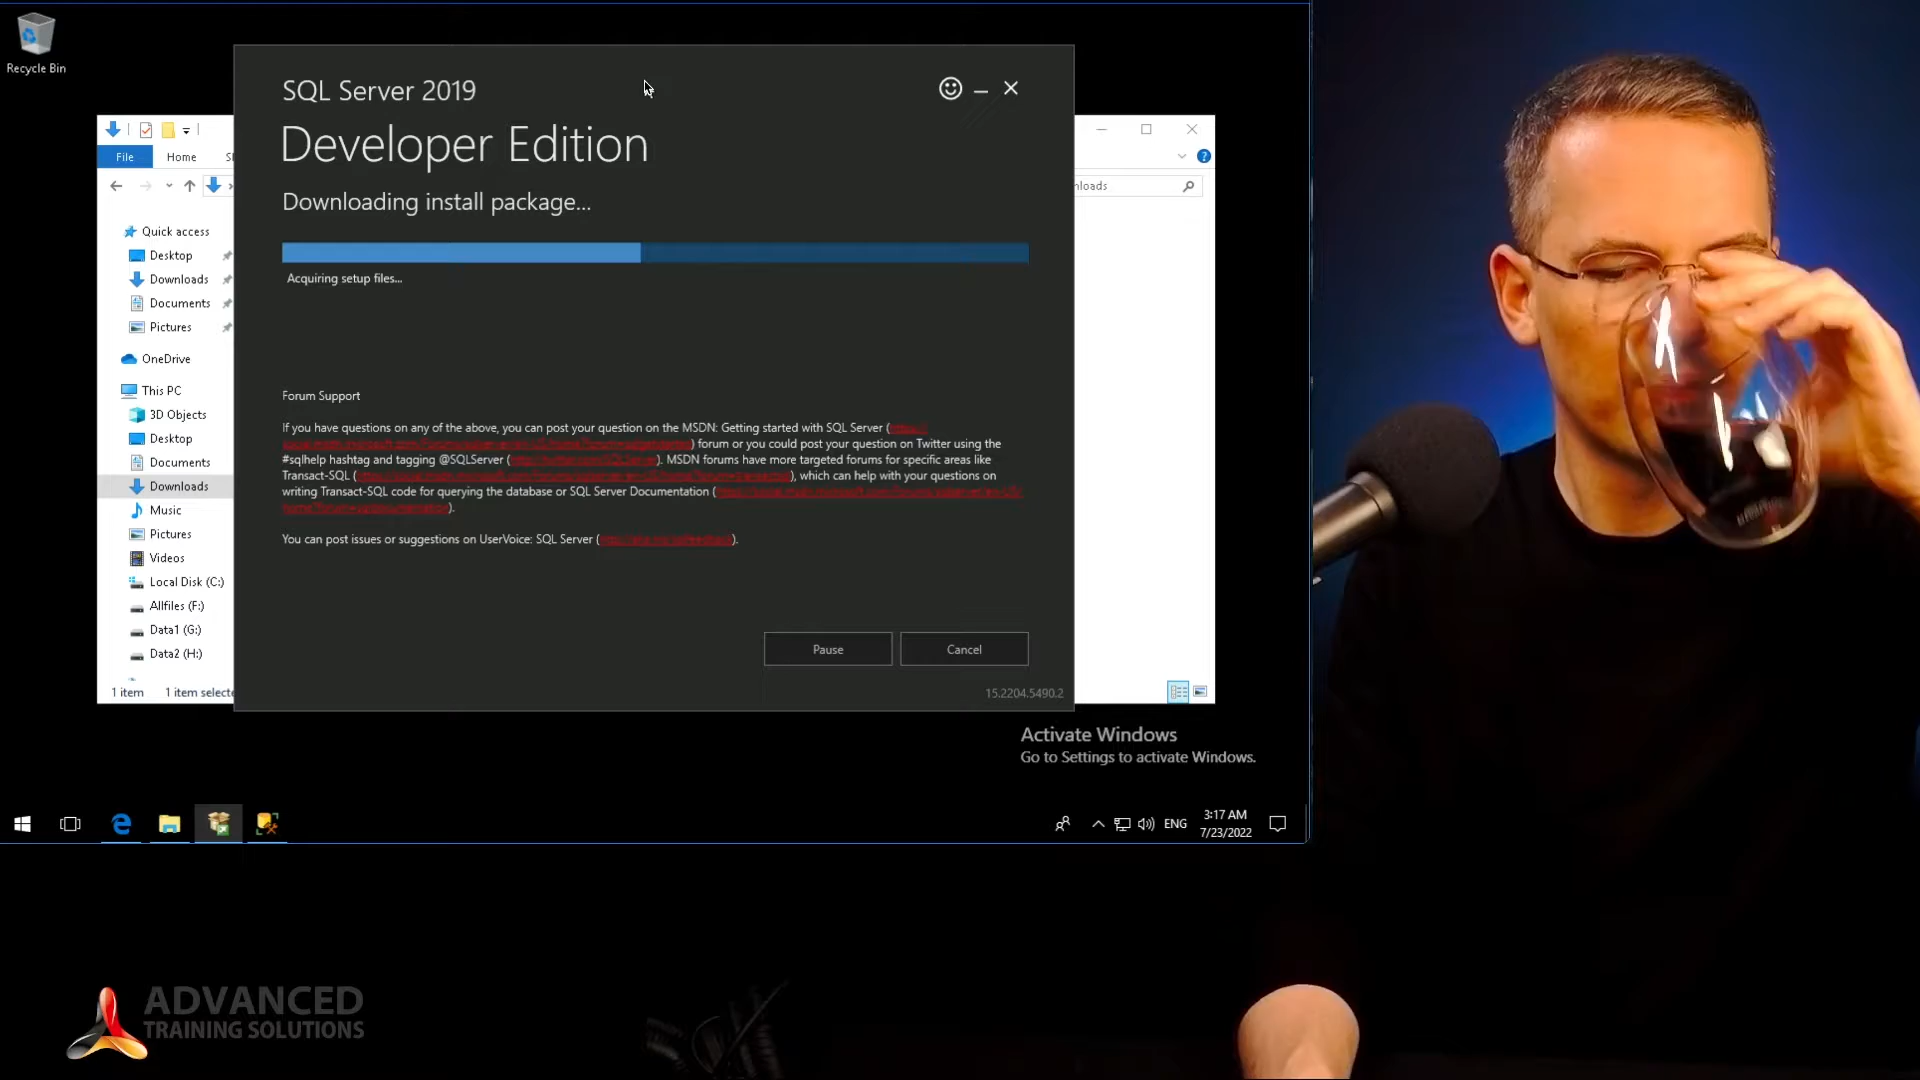 Recycle Bin
SQL Server 2019
Developer Edition
Downloading install package...
Acquiring setup files...
Forum Support
If you have questions on any of the above, you can post your question on the MSDN: Getting started with SQL Server (https://
) forum or you could post your question on Twitter using the
#sqlhelp hashtag and tagging @SQLServer (
). MSDN forums have more targeted forums for specific areas like
Transact-SQL (
), which can help with your questions on
writing Transact-SQL code for querying the database or SQL Server Documentation (
).
You can post issues or suggestions on UserVoice: SQL Server (
).
Pause
Cancel
15.2204.5490.2
File
Home
Quick access
Desktop
Downloads
Documents
Pictures
OneDrive
This PC
3D Objects
Desktop
Documents
Downloads
Music
Pictures
Videos
Local Disk (C:)
Allfiles (F:)
Data1 (G:)
Data2 (H:)
1 item
1 item selecte
nloads
Activate Windows
Go to Settings to activate Windows.
ENG
3:17 AM
7/23/2022
ADVANCED
TRAINING SOLUTIONS